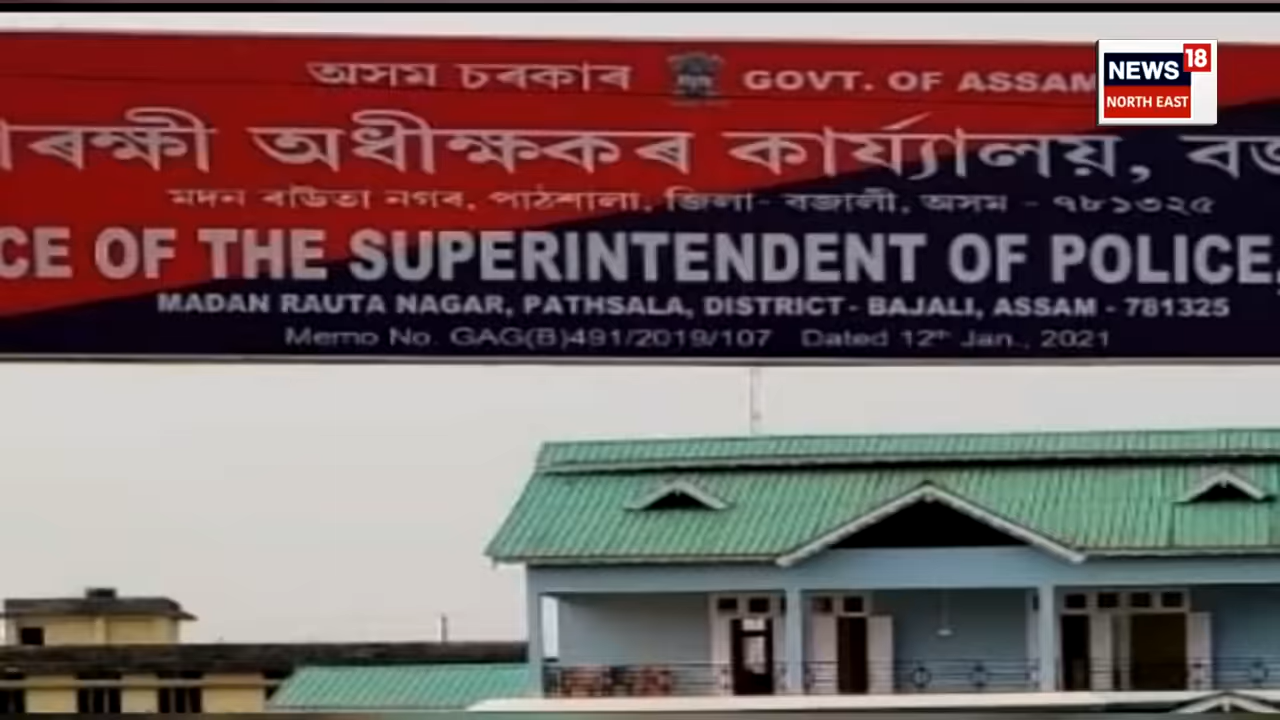 অসম চৰকাৰ GOVT. OF ASSAM
ৰক্ষী অধীক্ষকৰ কাৰ্য্যালয়,
মদন ৰাউতা নগৰ, পাঠশালা, জিলা- বজালী, অসম - ৭৮১৩২৫
CE OF THE SUPERINTENDENT OF POLICE,
MADAN RAUTA NAGAR, PATHSALA, DISTRICT - BAJALI, ASSAM - 781325
Memo No. GAG(B)491/2019/107 Dated 12th Jan., 2021
NEWS 18
NORTH EAST